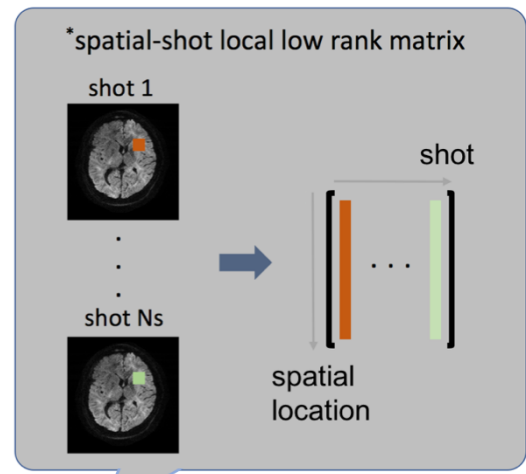 *spatial-shot local low rank matrix
shot 1
shot
. . .
shot Ns
spatial
location